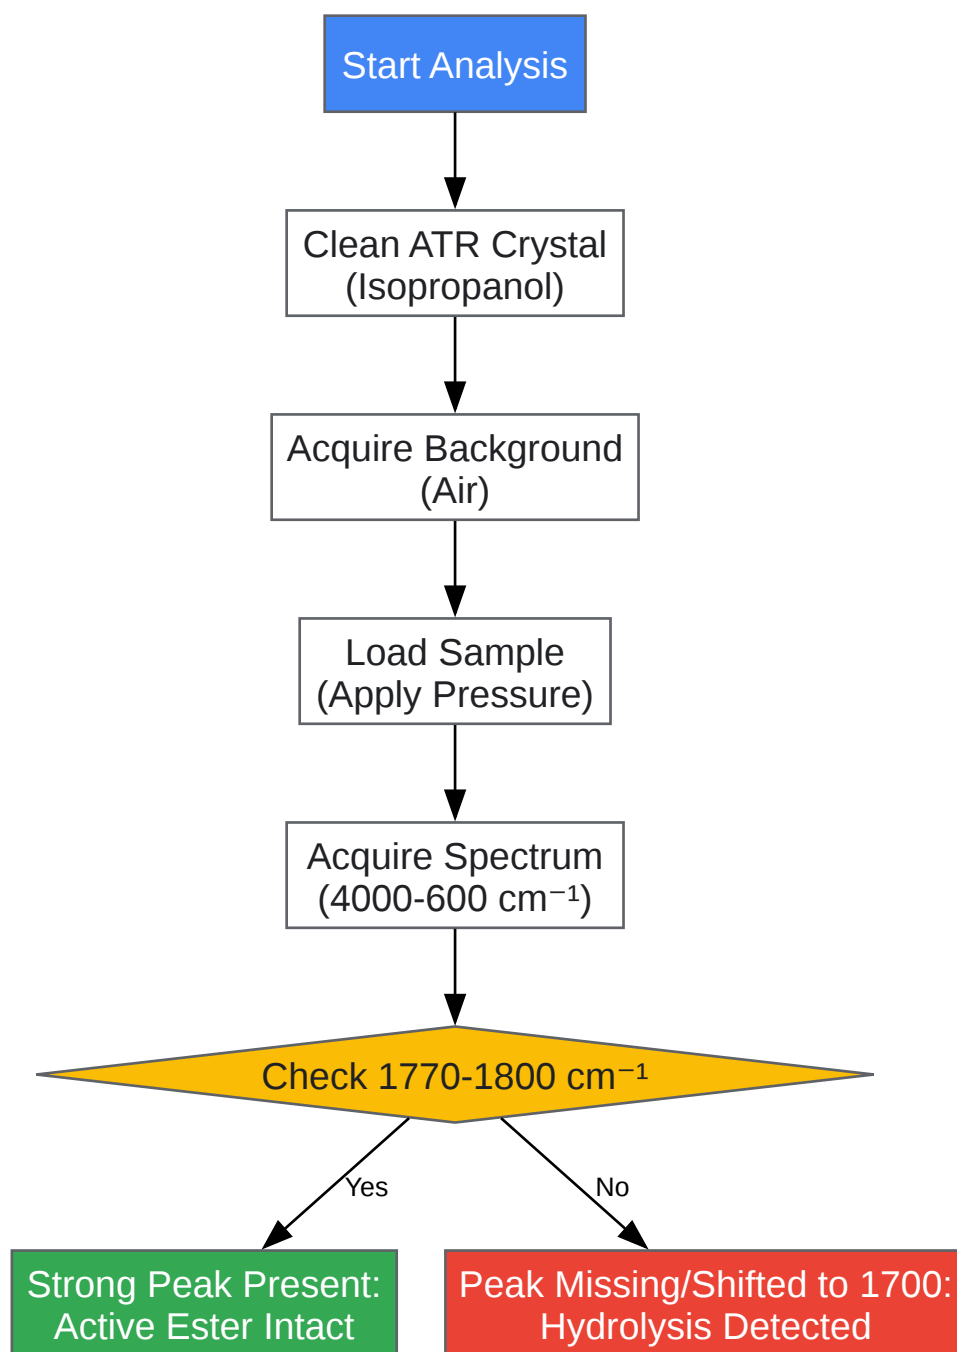 Start Analysis
Clean ATR Crystal
(Isopropanol)
Acquire Background
(Air)
Load Sample
(Apply Pressure)
Acquire Spectrum
(4000-600 cm⁻¹)
Check 1770-1800 cm⁻¹
Yes
No
Strong Peak Present:
Active Ester Intact
Peak Missing/Shifted to 1700:
Hydrolysis Detected